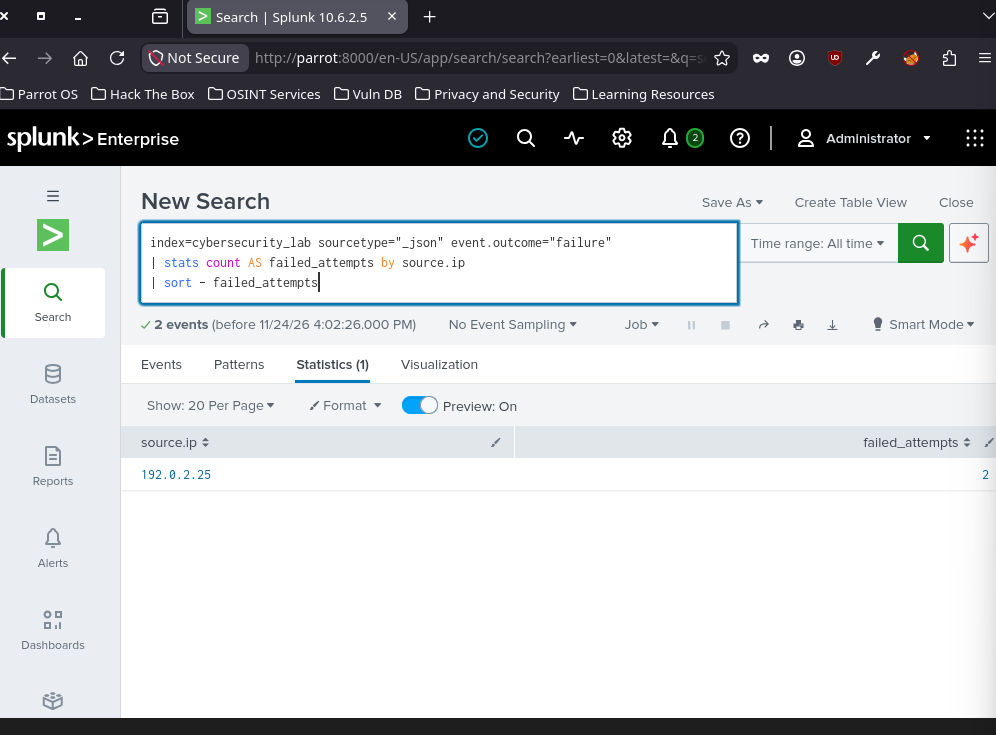 Search | Splunk 10.6.2.5
Not Secure
http://parrot:8000/en-US/app/search/search?earliest=0&latest=&q=s
Parrot OS
Hack The Box
OSINT Services
Vuln DB
Privacy and Security
Learning Resources
splunk>Enterprise
2
Administrator
New Search
Save As
Create Table View
Close
index=cybersecurity_lab sourcetype="_json" event.outcome="failure"
| stats count AS failed_attempts by source.ip
| sort - failed_attempts
Time range: All time
2 events (before 11/24/26 4:02:26.000 PM)
No Event Sampling
Job
Smart Mode
Events
Patterns
Statistics (1)
Visualization
Show: 20 Per Page
Format
Preview: On
source.ip
failed_attempts
192.0.2.25
2
Search
Datasets
Reports
Alerts
Dashboards